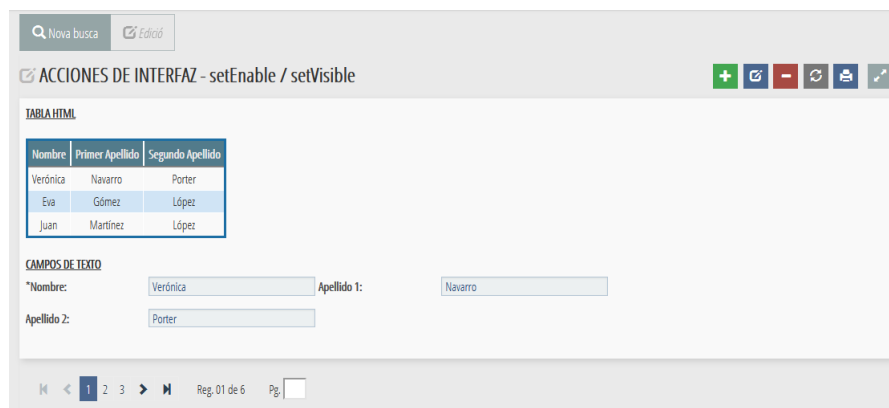 Nova busca Edició
ACCIONES DE INTERFAZ - setEnable / setVisible
TABLA HTML
Nombre Primer Apellido Segundo Apellido
Verónica Navarro Porter
Eva Gómez López
Juan Martínez López
CAMPOS DE TEXTO
*Nombre: Verónica Apellido 1: Navarro
Apellido 2: Porter
1 2 3 Reg. 01 de 6 Pg.